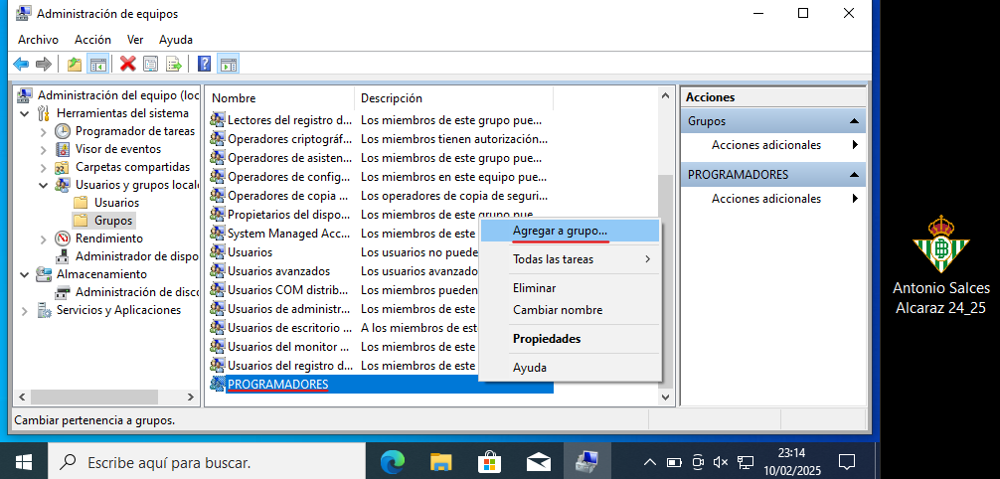 Administración de equipos
Archivo Acción Ver Ayuda
Administración del equipo (loc
Herramientas del sistema
Programador de tareas
Visor de eventos
Carpetas compartidas
Usuarios y grupos locale
Usuarios
Grupos
Rendimiento
Administrador de dispo
Almacenamiento
Administración de disco
Servicios y Aplicaciones
Nombre Descripción
Lectores del registro d... Los miembros de este grupo pue...
Operadores criptográf... Los miembros tienen autorización...
Operadores de asisten... Los miembros de este grupo pue...
Operadores de config... Los miembros en este equipo pue...
Operadores de copia ... Los operadores de copia de seguri...
Propietarios del dispo... Los miembros de este grupo pue...
System Managed Acc... Los miembros de este
Usuarios Los usuarios no puede
Usuarios avanzados Los usuarios avanzado
Usuarios COM distrib... Los miembros pueden
Usuarios de administr... Los miembros de este
Usuarios de escritorio ... A los miembros de est
Usuarios del monitor ... Los miembros de este
Usuarios del registro d... Los miembros de este
PROGRAMADORES
Agregar a grupo...
Todas las tareas
Eliminar
Cambiar nombre
Propiedades
Ayuda
Acciones
Grupos
Acciones adicionales
PROGRAMADORES
Acciones adicionales
Cambiar pertenencia a grupos.
Antonio Salces
Alcaraz 24_25
Escribe aquí para buscar.
23:14
10/02/2025